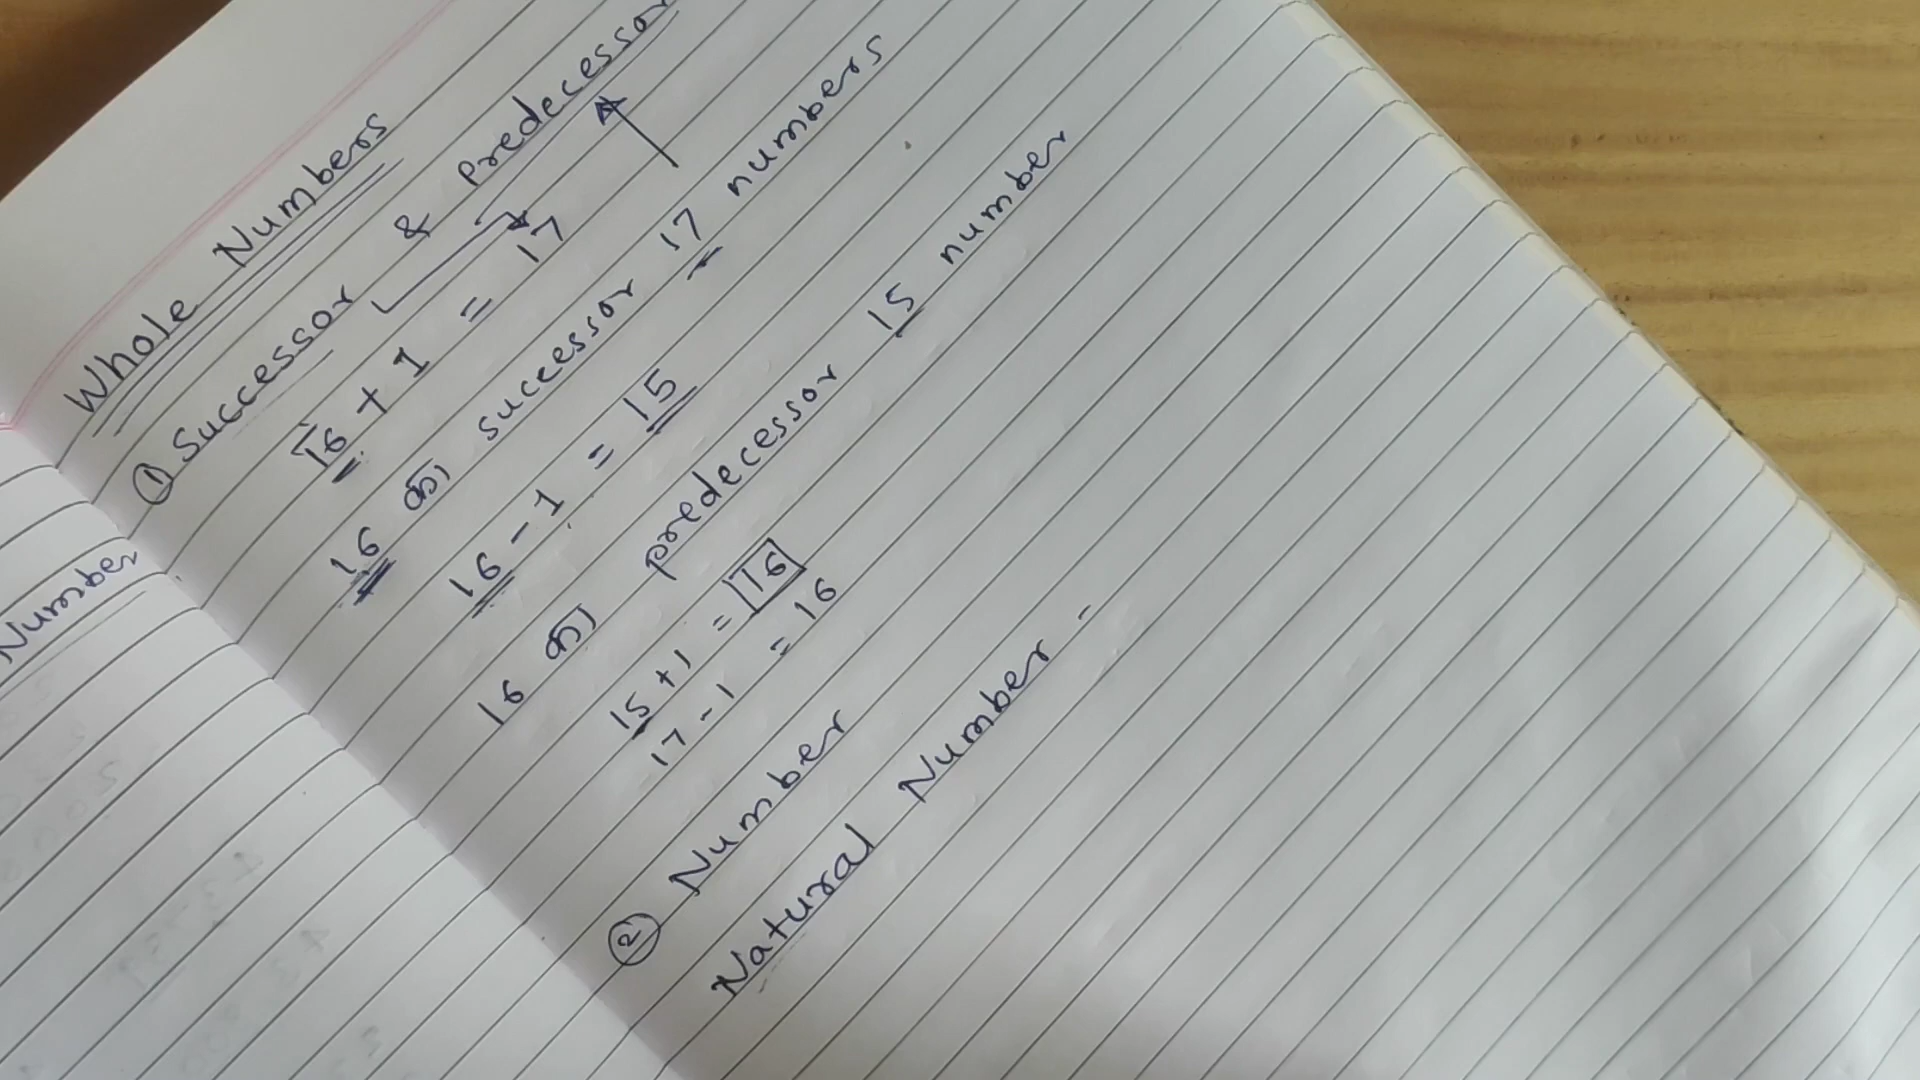 Whole Numbers
① Successor & Predecessor
16 + 1 = 17
16 का successor 17 numbers
16 - 1 = 15
16 का predecessor 15 number
15 + 1 = 16
17 - 1 = 16
② Number
Natural Number -
Number